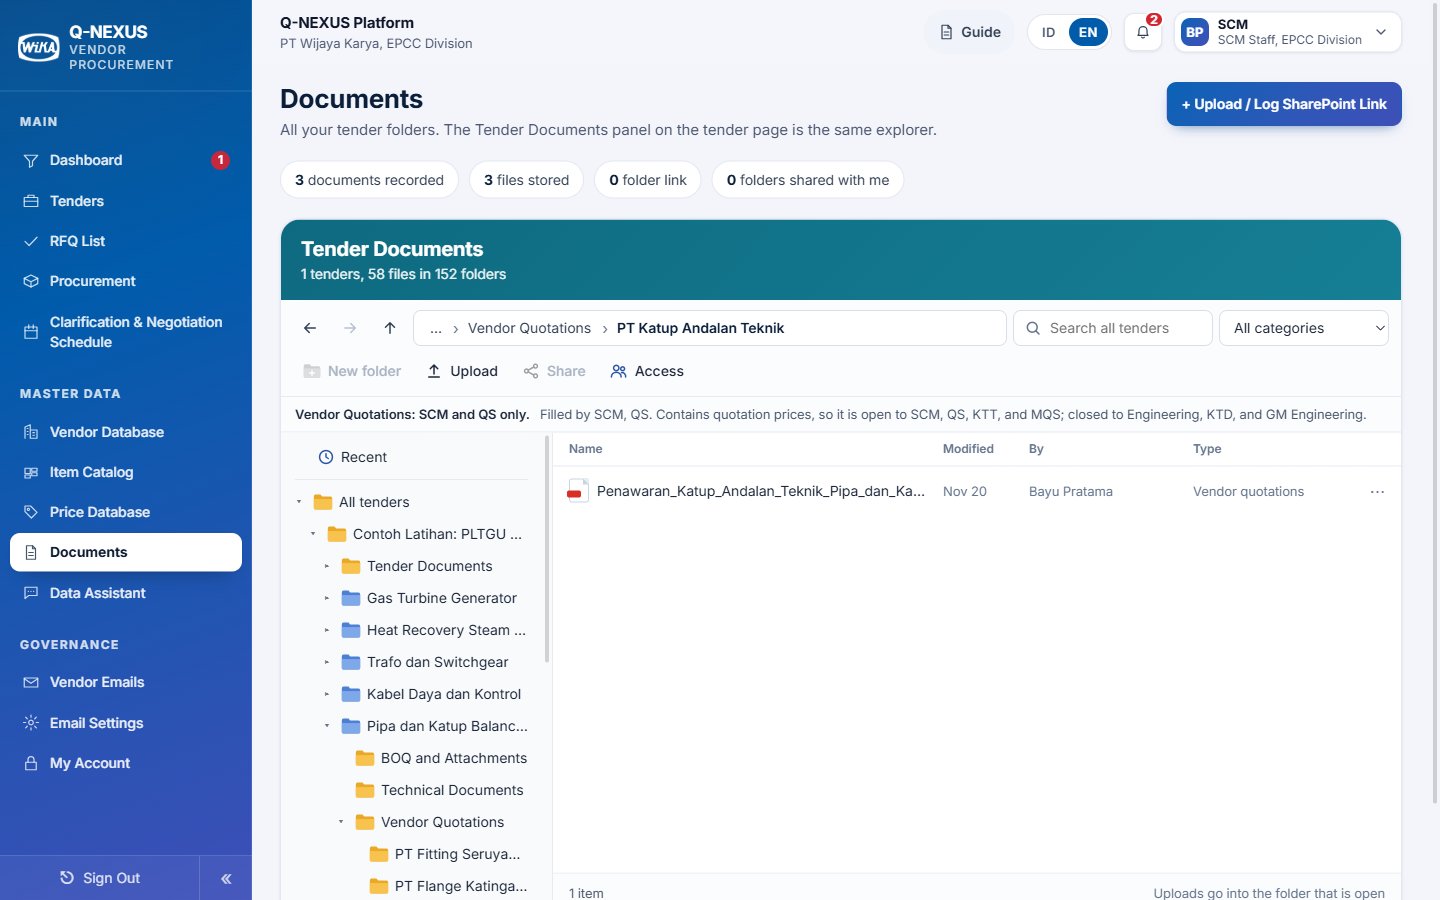 WIKA
Q-NEXUS
VENDOR
PROCUREMENT
MAIN
Dashboard 1
Tenders
RFQ List
Procurement
Clarification & Negotiation
Schedule
MASTER DATA
Vendor Database
Item Catalog
Price Database
Documents
Data Assistant
GOVERNANCE
Vendor Emails
Email Settings
My Account
Sign Out «
Q-NEXUS Platform
PT Wijaya Karya, EPCC Division
Guide
ID EN
2
BP
SCM
SCM Staff, EPCC Division
Documents
All your tender folders. The Tender Documents panel on the tender page is the same explorer.
+ Upload / Log SharePoint Link
3 documents recorded
3 files stored
0 folder link
0 folders shared with me
Tender Documents
1 tenders, 58 files in 152 folders
... › Vendor Quotations › PT Katup Andalan Teknik
Search all tenders
All categories
New folder
Upload
Share
Access
Vendor Quotations: SCM and QS only. Filled by SCM, QS. Contains quotation prices, so it is open to SCM, QS, KTT, and MQS; closed to Engineering, KTD, and GM Engineering.
Recent
All tenders
Contoh Latihan: PLTGU ...
Tender Documents
Gas Turbine Generator
Heat Recovery Steam ...
Trafo dan Switchgear
Kabel Daya dan Kontrol
Pipa dan Katup Balanc...
BOQ and Attachments
Technical Documents
Vendor Quotations
PT Fitting Seruya...
PT Flange Katinga...
Name Modified By Type
Penawaran_Katup_Andalan_Teknik_Pipa_dan_Ka... Nov 20 Bayu Pratama Vendor quotations ...
1 item
Uploads go into the folder that is open